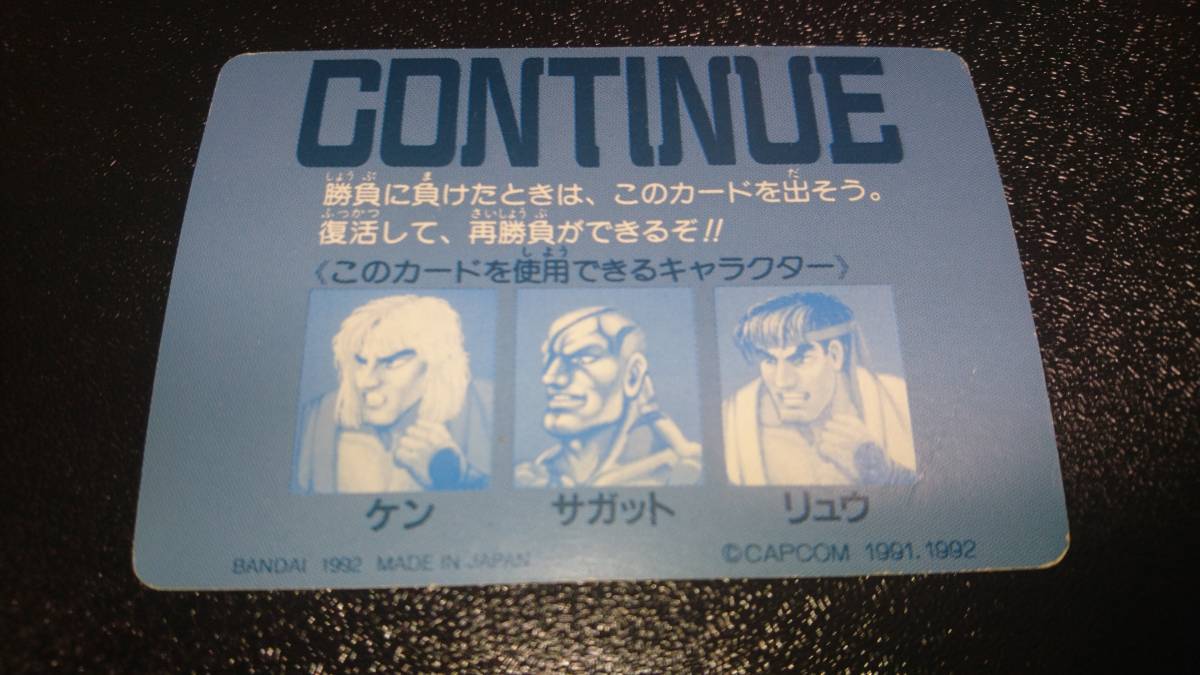 CONTINUE
勝負に負けたときは、このカードを出そう。
復活して、再勝負ができるぞ!!
《このカードを使用できるキャラクター》
ケン サガット リュウ
BANDAI 1992 MADE IN JAPAN ©CAPCOM 1991.1992